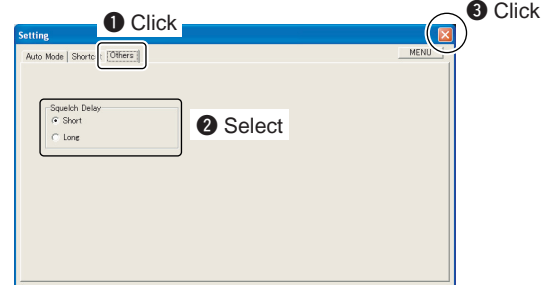 ❸ Click
❶ Click
Setting
Auto Mode Shortc Others MENU
Squelch Delay
Short
❷ Select
Long